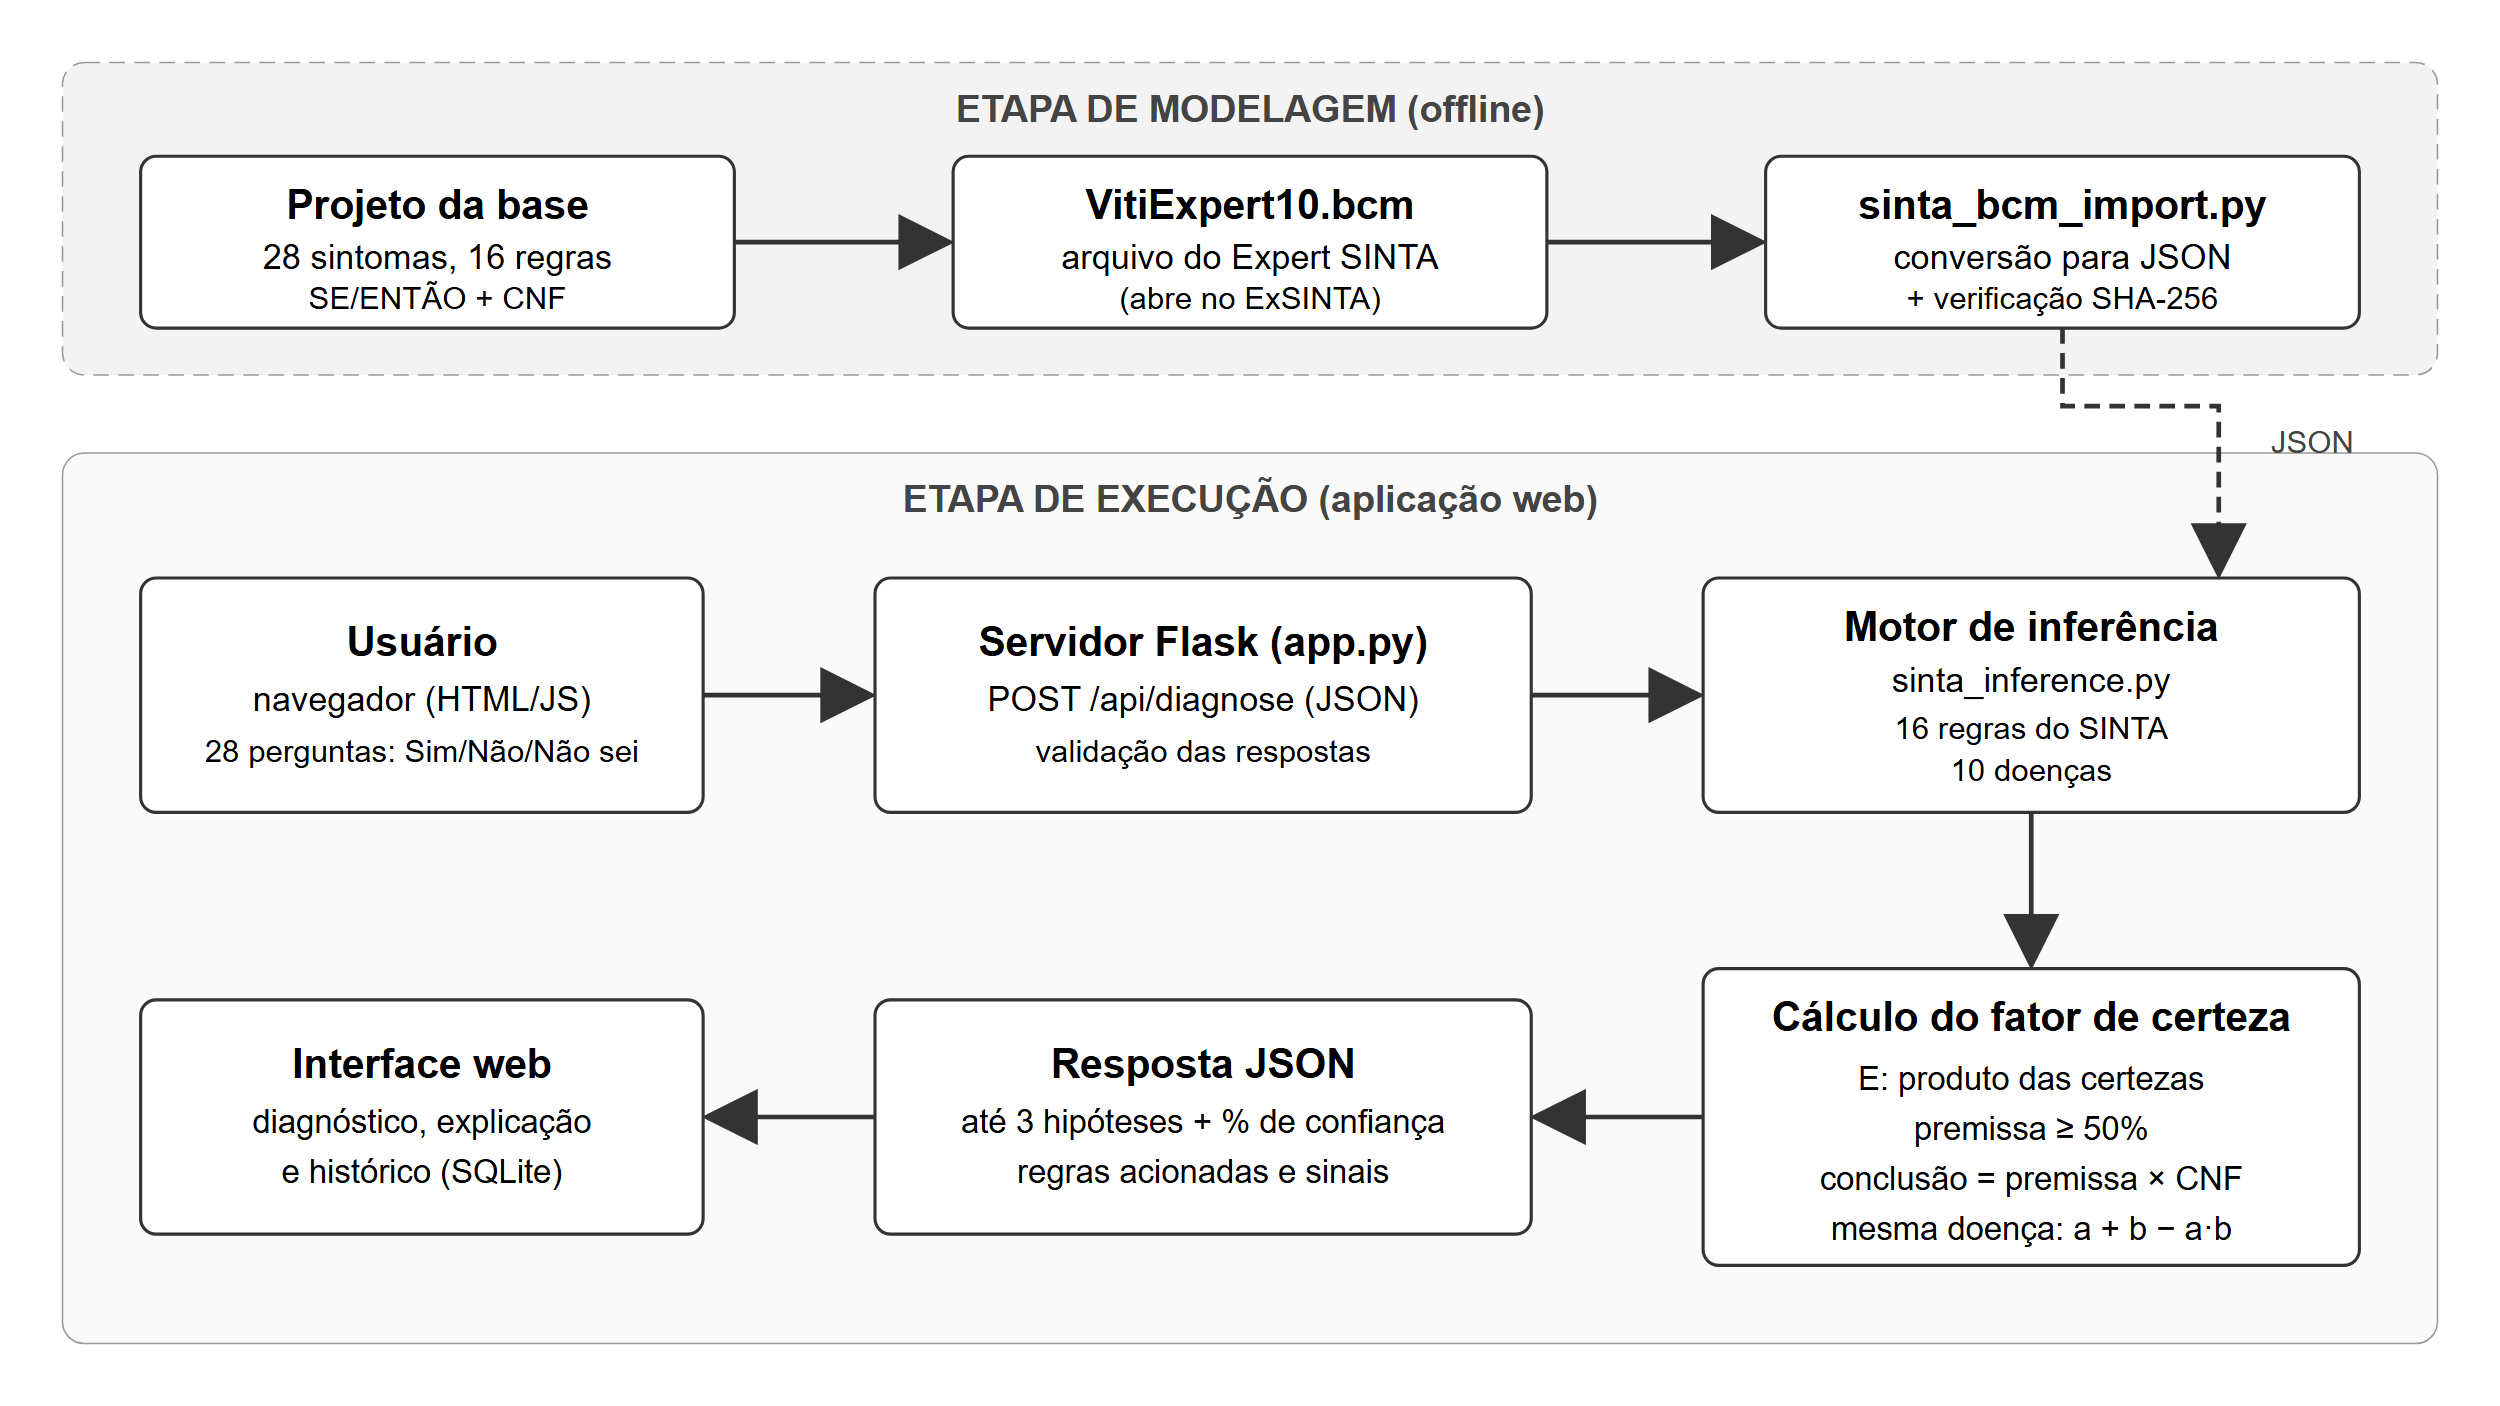 ETAPA DE MODELAGEM (offline)
Projeto da base
28 sintomas, 16 regras
SE/ENTÃO + CNF
VitiExpert10.bcm
arquivo do Expert SINTA
(abre no ExSINTA)
sinta_bcm_import.py
conversão para JSON
+ verificação SHA-256
JSON
ETAPA DE EXECUÇÃO (aplicação web)
Usuário
navegador (HTML/JS)
28 perguntas: Sim/Não/Não sei
Servidor Flask (app.py)
POST /api/diagnose (JSON)
validação das respostas
Motor de inferência
sinta_inference.py
16 regras do SINTA
10 doenças
Cálculo do fator de certeza
E: produto das certezas
premissa ≥ 50%
conclusão = premissa × CNF
mesma doença: a + b − a·b
Resposta JSON
até 3 hipóteses + % de confiança
regras acionadas e sinais
Interface web
diagnóstico, explicação
e histórico (SQLite)